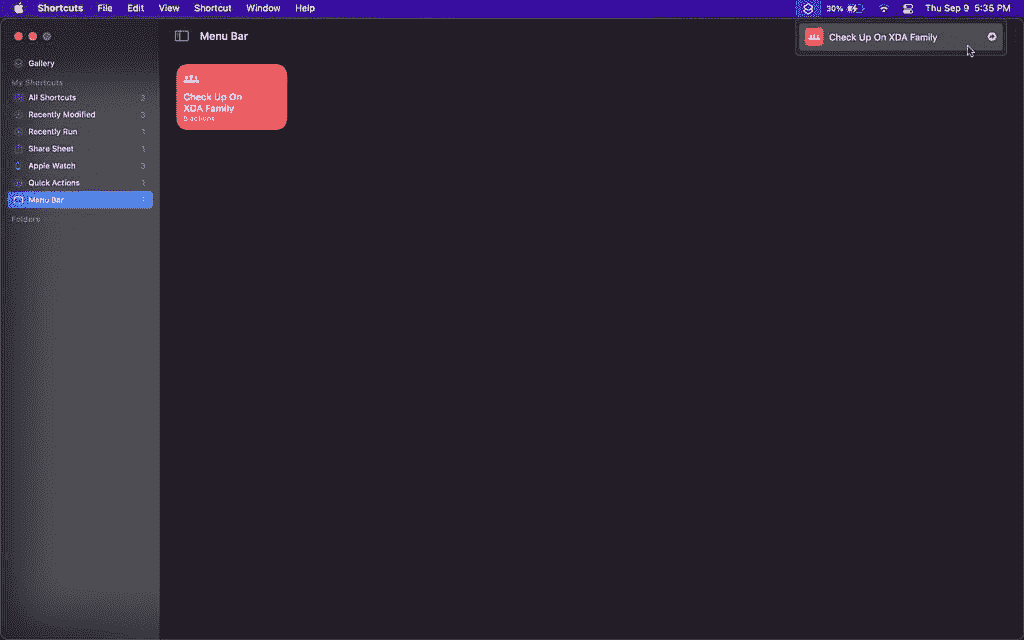 Shortcuts File Edit View Shortcut Window Help 30% Thu Sep 9 5:35 PM
Menu Bar
Check Up On XDA Family
Gallery
My Shortcuts
All Shortcuts 3
Recently Modified 3
Recently Run 1
Share Sheet 1
Apple Watch 3
Quick Actions 1
Menu Bar 1
Folders
Check Up On
XDA Family
actions